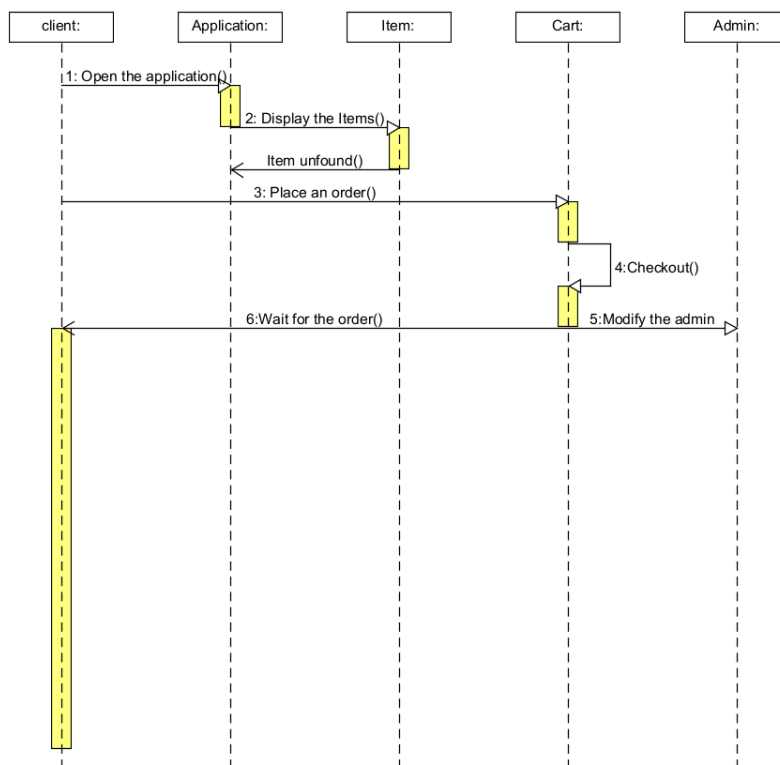 client:
Application:
Item:
Cart:
Admin:
1: Open the application()
2: Display the Items()
Item unfound()
3: Place an order()
4:Checkout()
6:Wait for the order()
5:Modify the admin